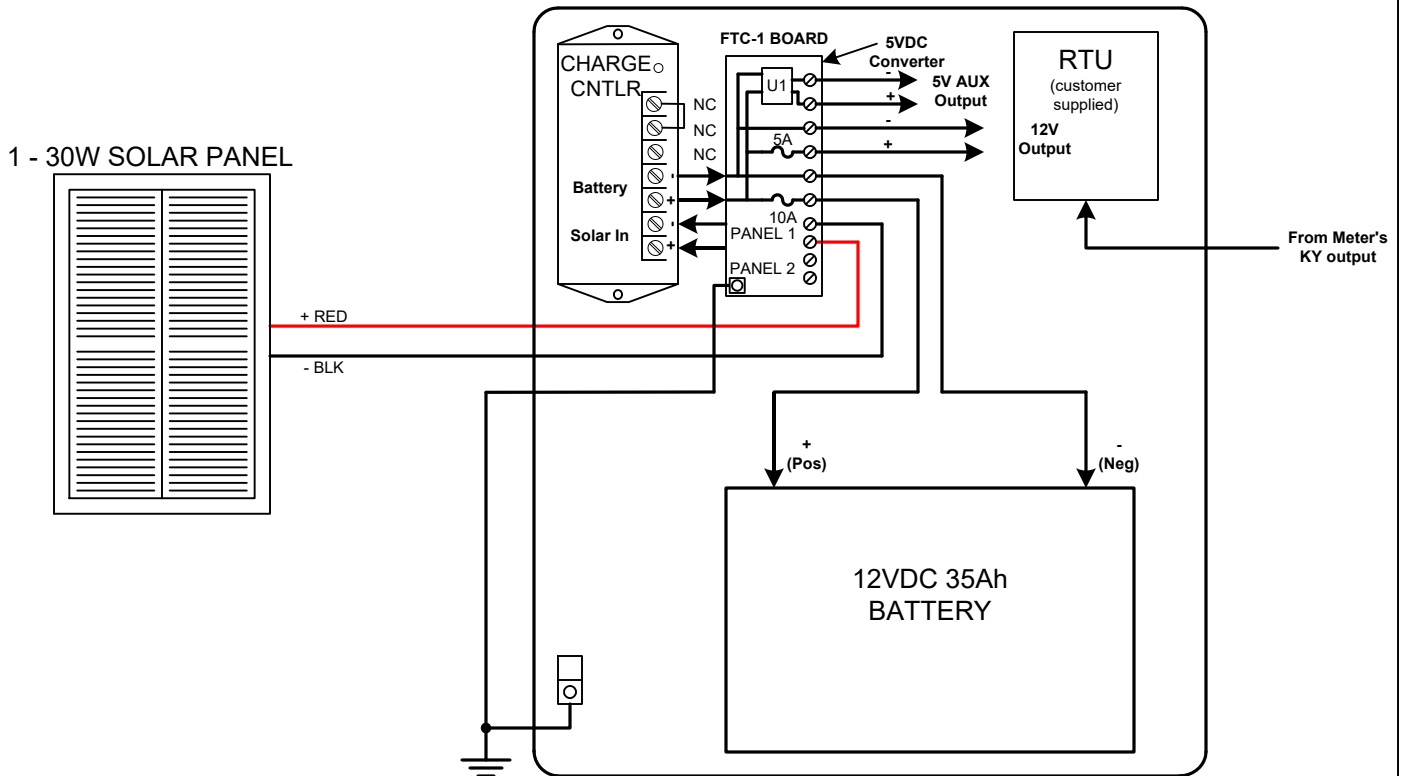 1 - 30W SOLAR PANEL
+ RED
- BLK
CHARGE
CNTLR
NC
NC
NC
Battery
-
+
Solar In
-
+
FTC-1 BOARD
5VDC
Converter
U1
-
+
5V AUX
Output
-
+
12V
Output
5A
10A
PANEL 1
PANEL 2
RTU
(customer
supplied)
From Meter's
KY output
+
(Pos)
-
(Neg)
12VDC 35Ah
BATTERY